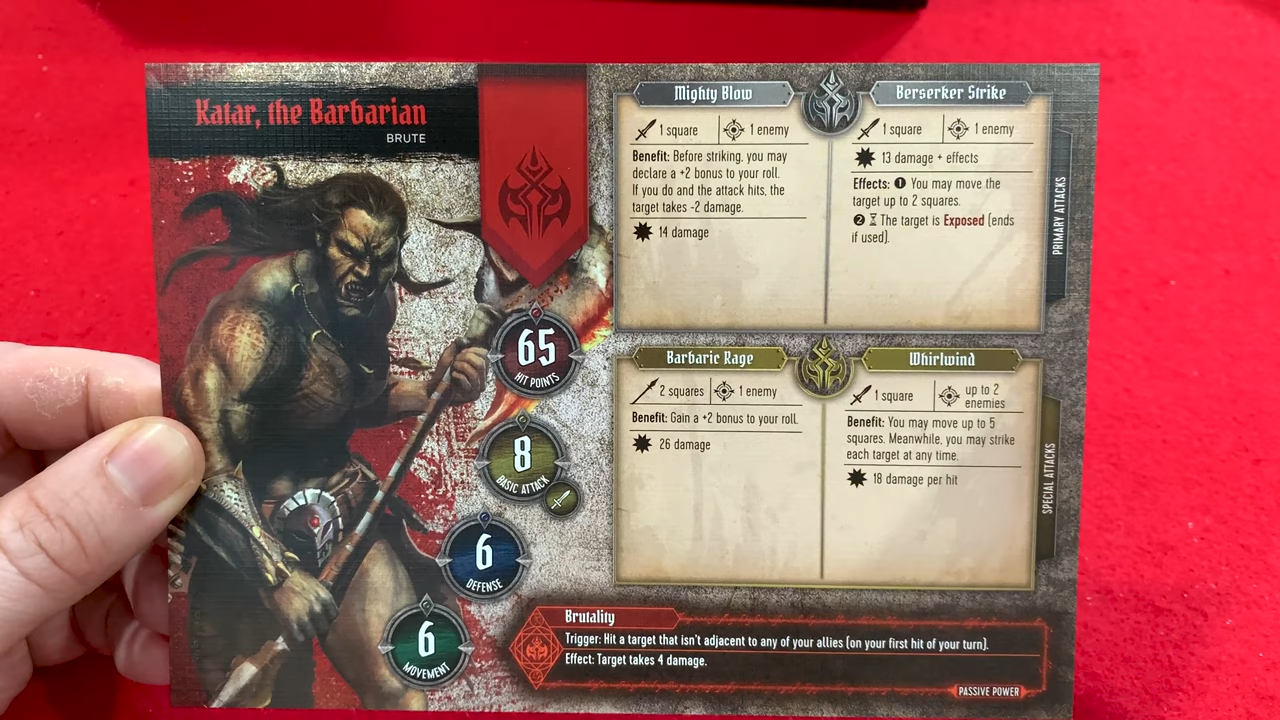 Katar, the Barbarian
BRUTE
65
HIT POINTS
8
BASIC ATTACK
6
DEFENSE
6
MOVEMENT
Mighty Blow
1 square
1 enemy
Benefit: Before striking, you may
declare a +2 bonus to your roll.
If you do and the attack hits, the
target takes -2 damage.
14 damage
Berserker Strike
1 square
1 enemy
13 damage + effects
Effects: ❶ You may move the
target up to 2 squares.
❷ ⌛ The target is Exposed (ends
if used).
PRIMARY ATTACKS
Barbaric Rage
2 squares
1 enemy
Benefit: Gain a +2 bonus to your roll.
26 damage
Whirlwind
1 square
up to 2
enemies
Benefit: You may move up to 5
squares. Meanwhile, you may strike
each target at any time.
18 damage per hit
SPECIAL ATTACKS
Brutality
Trigger: Hit a target that isn't adjacent to any of your allies (on your first hit of your turn).
Effect: Target takes 4 damage.
PASSIVE POWER